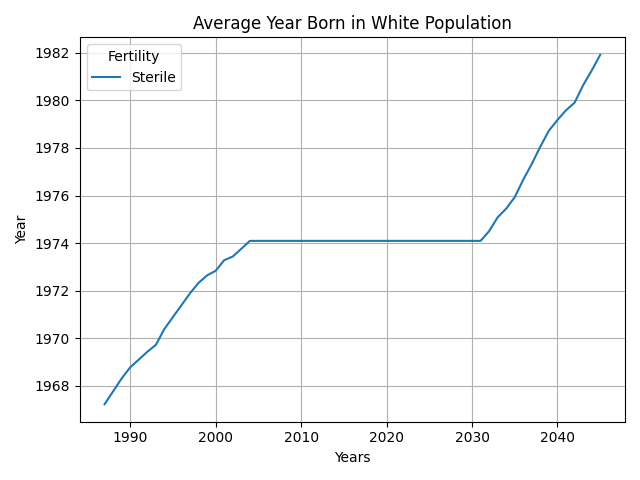 Average Year Born in White Population
Fertility
Sterile
1982
1980
1978
1976
1974
1972
1970
1968
Year
1990 2000 2010 2020 2030 2040
Years